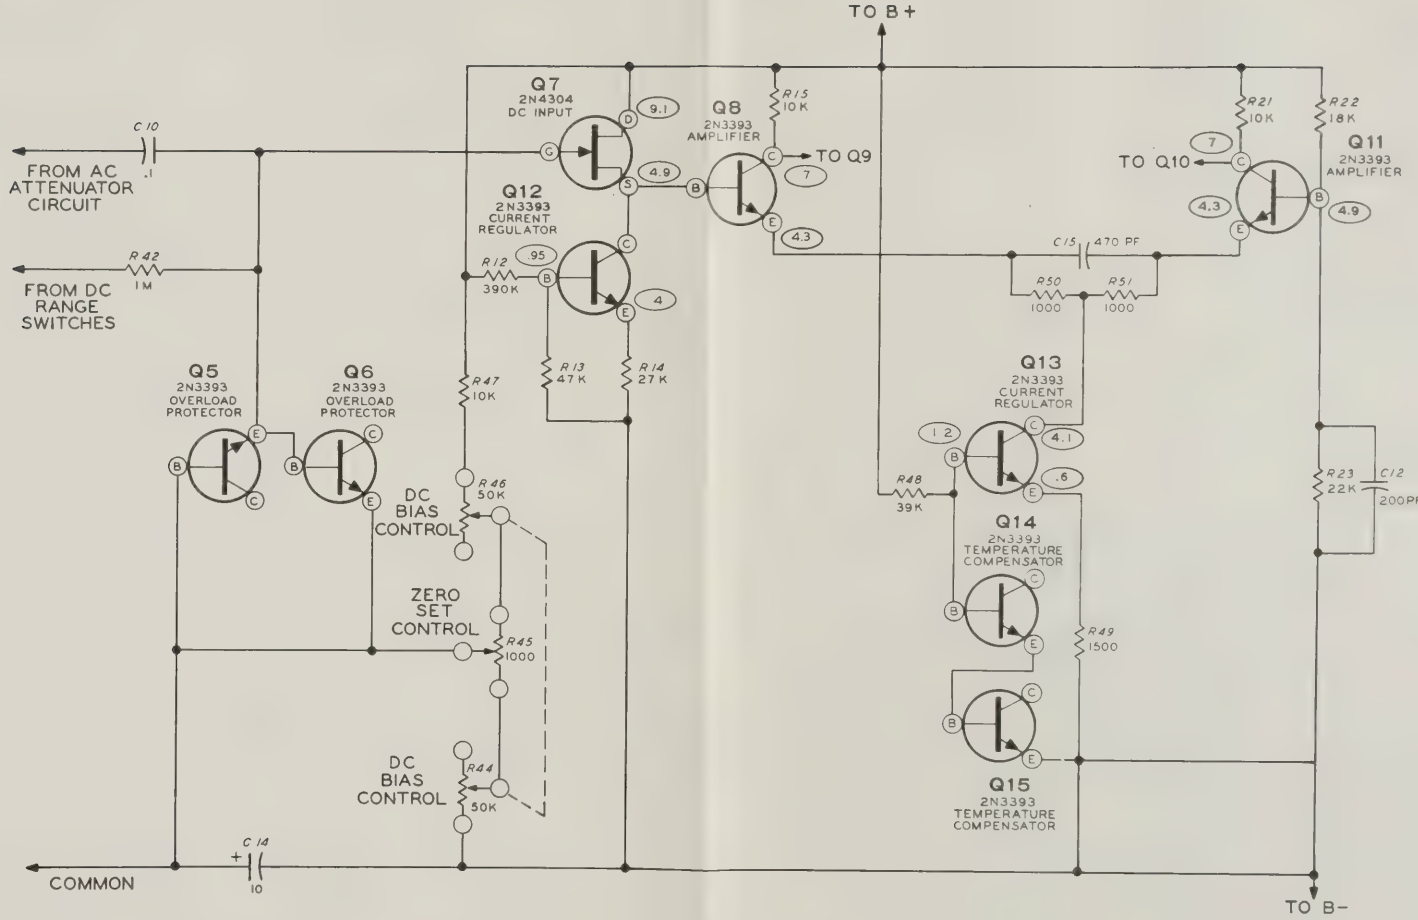 TO B+
Q7
2N4304
DC INPUT
D
9.1
G
S
4.9
C10
.1
FROM AC
ATTENUATOR
CIRCUIT
R42
1M
FROM DC
RANGE
SWITCHES
Q12
2N3393
CURRENT
REGULATOR
C
.95
B
E
.4
R12
390K
R13
47K
R14
27K
R47
10K
Q8
2N3393
AMPLIFIER
R15
10K
C
TO Q9
7
B
E
4.3
R21
10K
R22
18K
7
TO Q10
C
Q11
2N3393
AMPLIFIER
B
4.9
4.3
E
C15
470 PF
R50
1000
R51
1000
Q5
2N3393
OVERLOAD
PROTECTOR
E
B
C
Q6
2N3393
OVERLOAD
PROTECTOR
C
B
E
R46
50K
DC
BIAS
CONTROL
ZERO
SET
CONTROL
R45
1000
DC
BIAS
CONTROL
R44
50K
Q13
2N3393
CURRENT
REGULATOR
1 2
C
4.1
B
.6
E
R48
39K
Q14
2N3393
TEMPERATURE
COMPENSATOR
C
B
E
R49
1500
C
B
E
Q15
2N3393
TEMPERATURE
COMPENSATOR
R23
22K
C12
200PF
C14
+
10
COMMON
TO B-